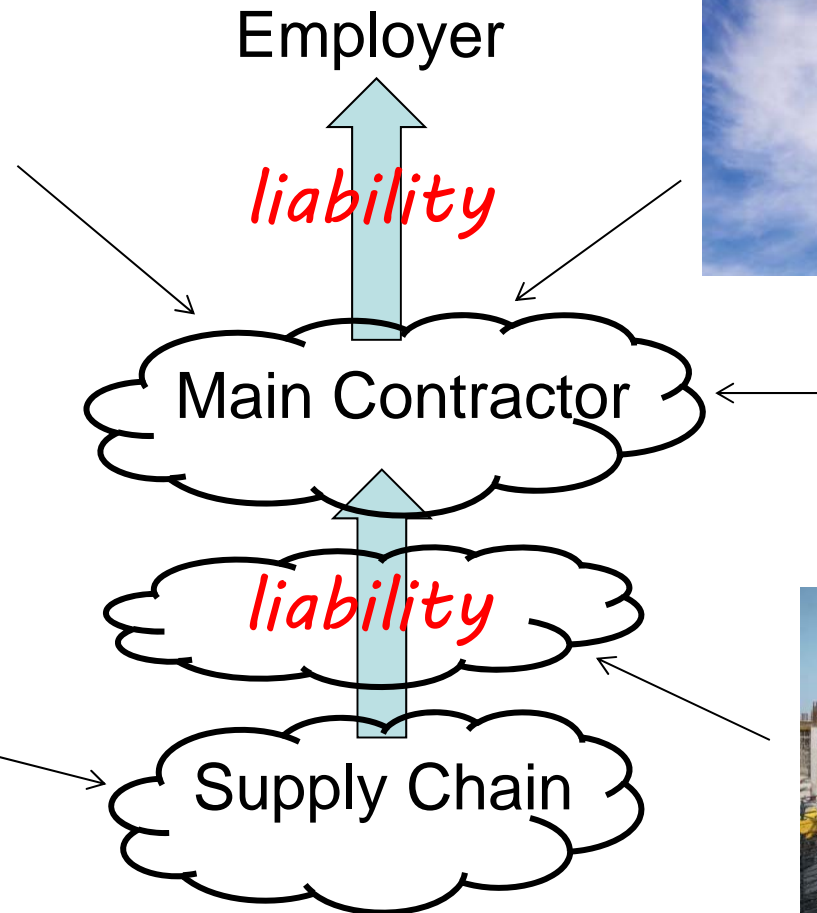 Employer
liability
Main Contractor
liability
Supply Chain